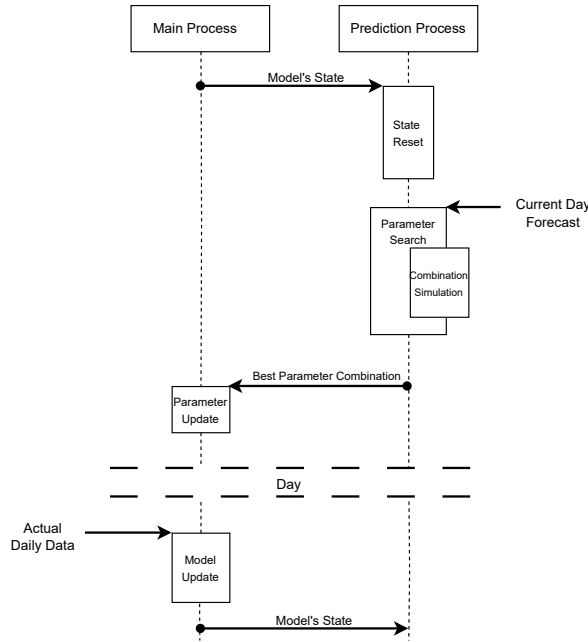 Main Process
Prediction Process
Model's State
State
Reset
Current Day
Forecast
Parameter
Search
Combination
Simulation
Best Parameter Combination
Parameter
Update
Day
Actual
Daily Data
Model
Update
Model's State